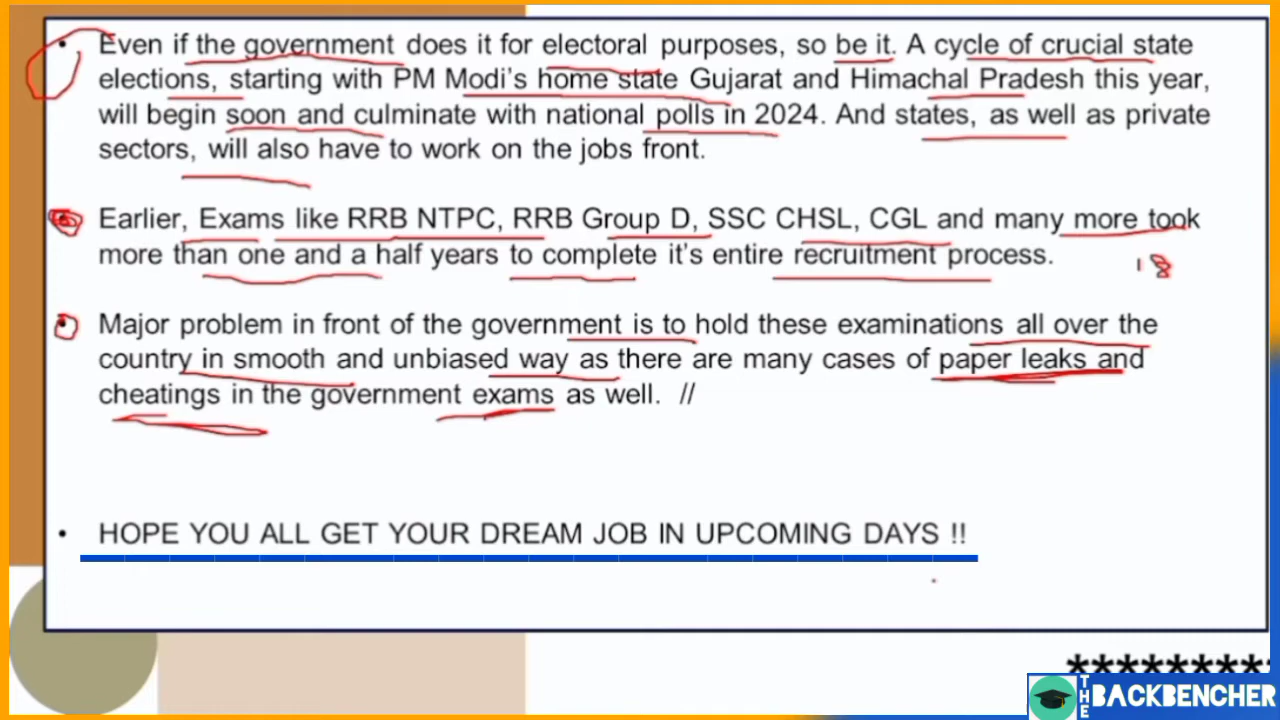 • Even if the government does it for electoral purposes, so be it. A cycle of crucial state
elections, starting with PM Modi's home state Gujarat and Himachal Pradesh this year,
will begin soon and culminate with national polls in 2024. And states, as well as private
sectors, will also have to work on the jobs front.
• Earlier, Exams like RRB NTPC, RRB Group D, SSC CHSL, CGL and many more took
more than one and a half years to complete it's entire recruitment process.
18
• Major problem in front of the government is to hold these examinations all over the
country in smooth and unbiased way as there are many cases of paper leaks and
cheatings in the government exams as well. //
• HOPE YOU ALL GET YOUR DREAM JOB IN UPCOMING DAYS !!
*********
THE BACKBENCHER